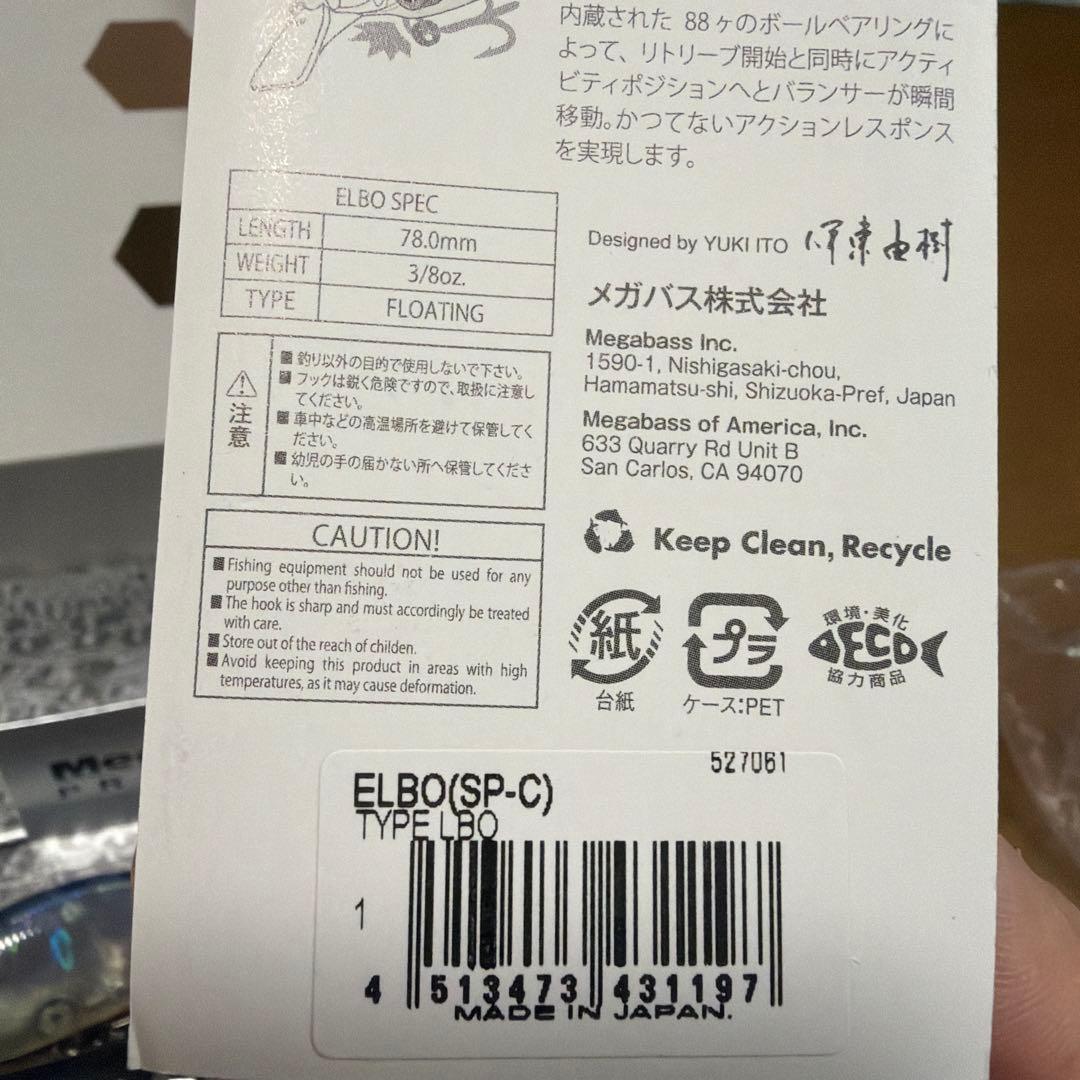 内蔵された 88ヶのボールベアリングに
よって、リトリーブ開始と同時にアクティ
ビティポジションへとバランサーが瞬間
移動。かつてないアクションレスポンス
を実現します。
ELBO SPEC
LENGTH 78.0mm
WEIGHT 3/8oz.
TYPE FLOATING
Designed by YUKI ITO 伊東由樹
メガバス株式会社
Megabass Inc.
1590-1, Nishigasaki-chou,
Hamamatsu-shi, Shizuoka-Pref, Japan
Megabass of America, Inc.
633 Quarry Rd Unit B
San Carlos, CA 94070
注意
■釣り以外の目的で使用しないで下さい。
■フックは鋭く危険ですので、取扱に注意し
てください。
■車中などの高温場所を避けて保管してく
ださい。
■幼児の手の届かない所へ保管してくださ
い。
CAUTION!
■Fishing equipment should not be used for any
purpose other than fishing.
■The hook is sharp and must accordingly be treated
with care.
■Store out of the reach of childen.
■Avoid keeping this product in areas with high
temperatures, as it may cause deformation.
Keep Clean, Recycle
紙
台紙
プラ
ケース:PET
環境・美化
ECO
協力商品
527061
ELBO(SP-C)
TYPE LBO
1
4 513473 431197
MADE IN JAPAN.